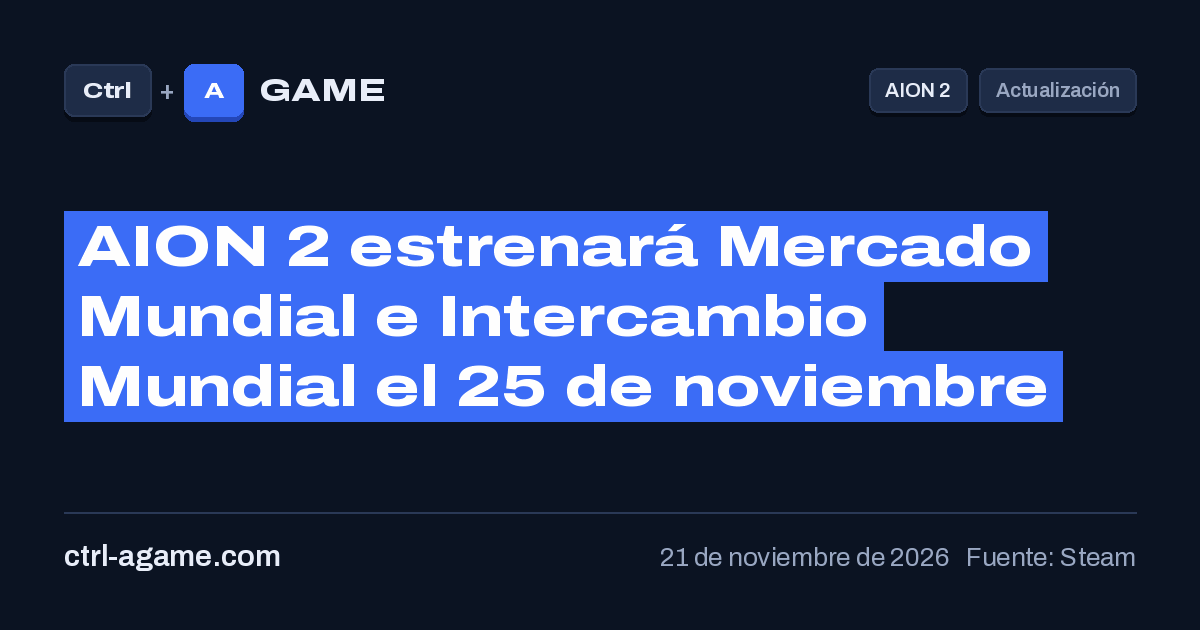 Ctrl + A GAME
AION 2 Actualización
AION 2 estrenará Mercado
Mundial e Intercambio
Mundial el 25 de noviembre
ctrl-agame.com
21 de noviembre de 2026 Fuente: Steam